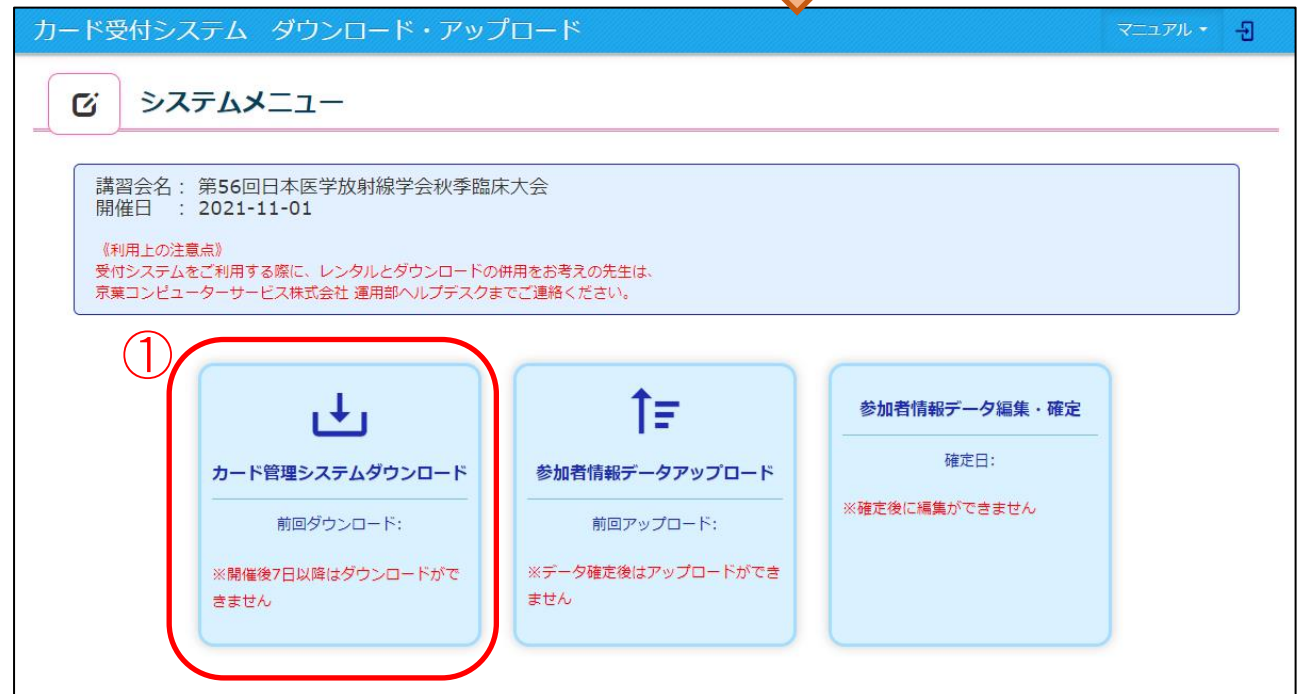 カード受付システム　ダウンロード・アップロード
マニュアル
システムメニュー
講習会名： 第56回日本医学放射線学会秋季臨床大会
開催日　： 2021-11-01
《利用上の注意点》
受付システムをご利用する際に、レンタルとダウンロードの併用をお考えの先生は、
京葉コンピューターサービス株式会社 運用部ヘルプデスクまでご連絡ください。
①
カード管理システムダウンロード
前回ダウンロード:
※開催後7日以降はダウンロードがで
きません
参加者情報データアップロード
前回アップロード:
※データ確定後はアップロードができ
ません
参加者情報データ編集・確定
確定日:
※確定後に編集ができません